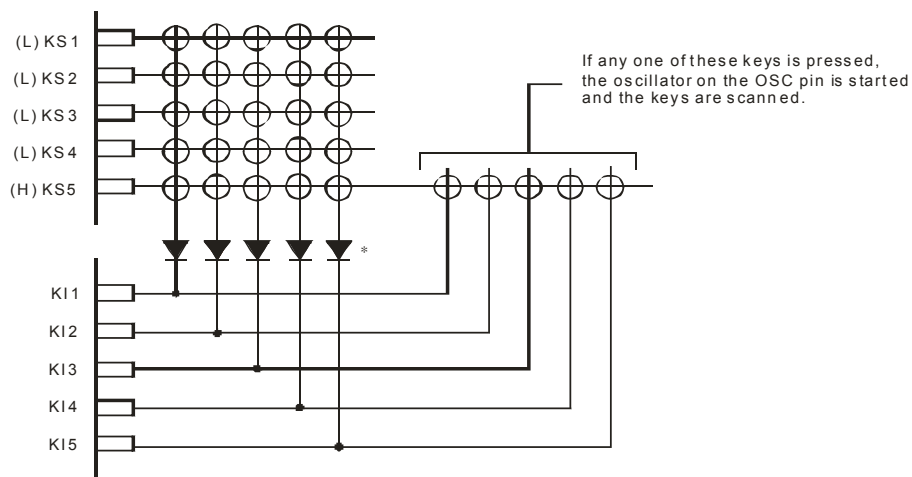 (L) KS1
(L) KS2
(L) KS3
(L) KS4
(H) KS5
If any one of these keys is pressed,
the oscillator on the OSC pin is started
and the keys are scanned.
*
KI1
KI2
KI3
KI4
KI5